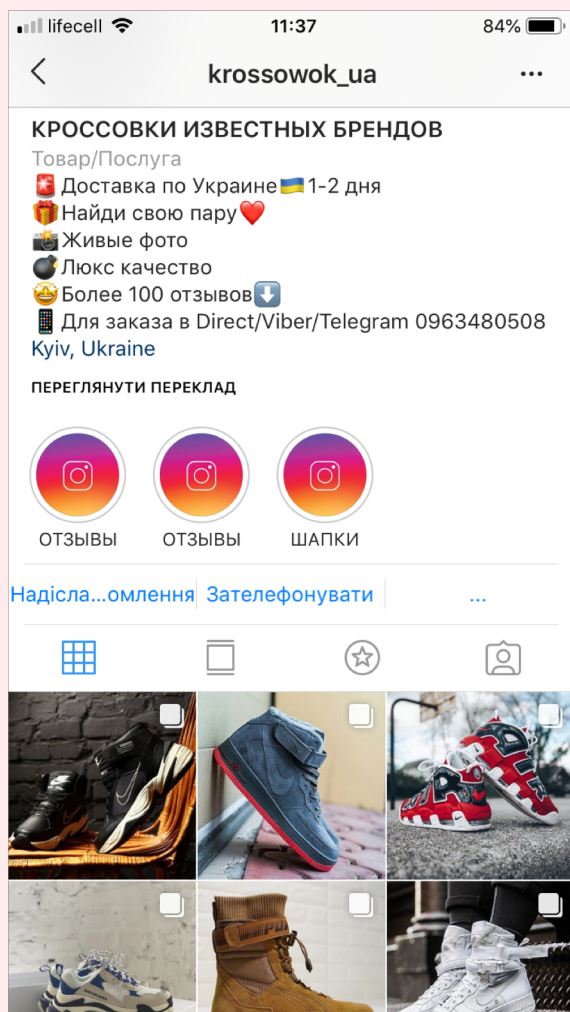 lifecell 11:37 84%
krossowok_ua
КРОССОВКИ ИЗВЕСТНЫХ БРЕНДОВ
Товар/Послуга
🚨Доставка по Украине🇺🇦1-2 дня
🎁Найди свою пару❤️
📸Живые фото
💣Люкс качество
🤩Более 100 отзывов⬇️
📱Для заказа в Direct/Viber/Telegram 0963480508
Kyiv, Ukraine
ПЕРЕГЛЯНУТИ ПЕРЕКЛАД
ОТЗЫВЫ ОТЗЫВЫ ШАПКИ
Надісла...омлення Зателефонувати ...